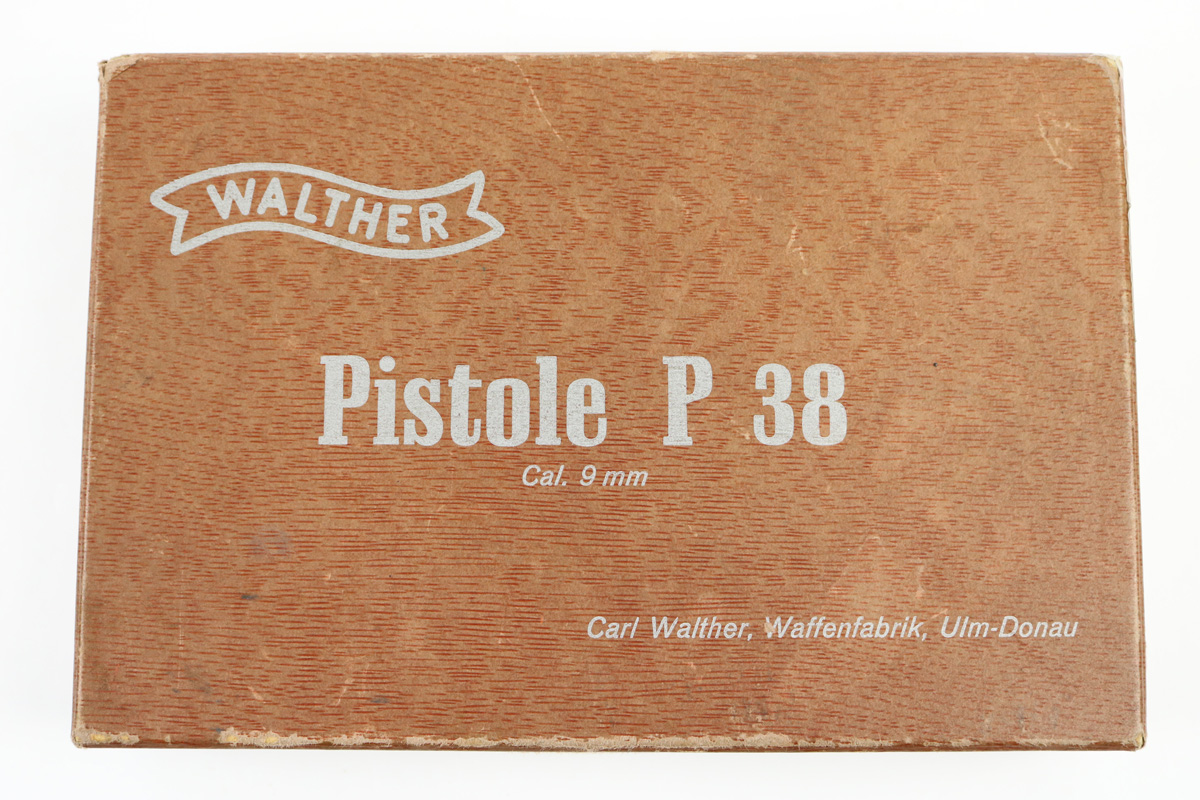 WALTHER
Pistole P 38
Cal. 9 mm
Carl Walther, Waffenfabrik, Ulm-Donau